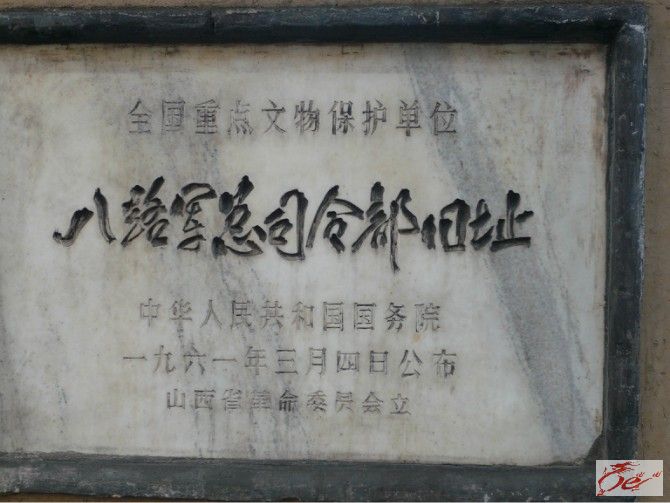 全国重点文物保护单位
八路军总司令部旧址
中华人民共和国国务院
一九六一年三月四日公布
山西省革命委员会立